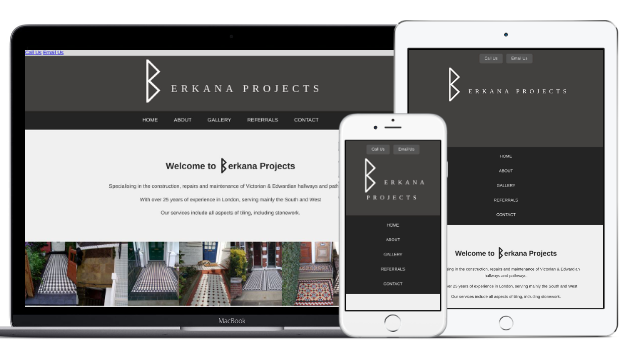 Call Us Email Us
ERKANA PROJECTS
HOME ABOUT GALLERY REFERRALS CONTACT
Welcome to Berkana Projects
Specialising in the construction, repairs and maintenance of Victorian & Edwardian hallways and
With over 25 years of experience in London, serving mainly the South and West
Our services include all aspects of tiling, including stonework.
MacBook
Call Us Email Us
ERKANA
PROJECTS
HOME
ABOUT
GALLERY
REFERRALS
CONTACT
Call Us Email Us
ERKANA PROJECTS
HOME
ABOUT
GALLERY
REFERRALS
CONTACT
Welcome to Berkana Projects
in the construction, repairs and maintenance of Victorian & Edwardian
hallways and pathways.
25 years of experience in London, serving mainly the South and West
Our services include all aspects of tiling, including stonework.